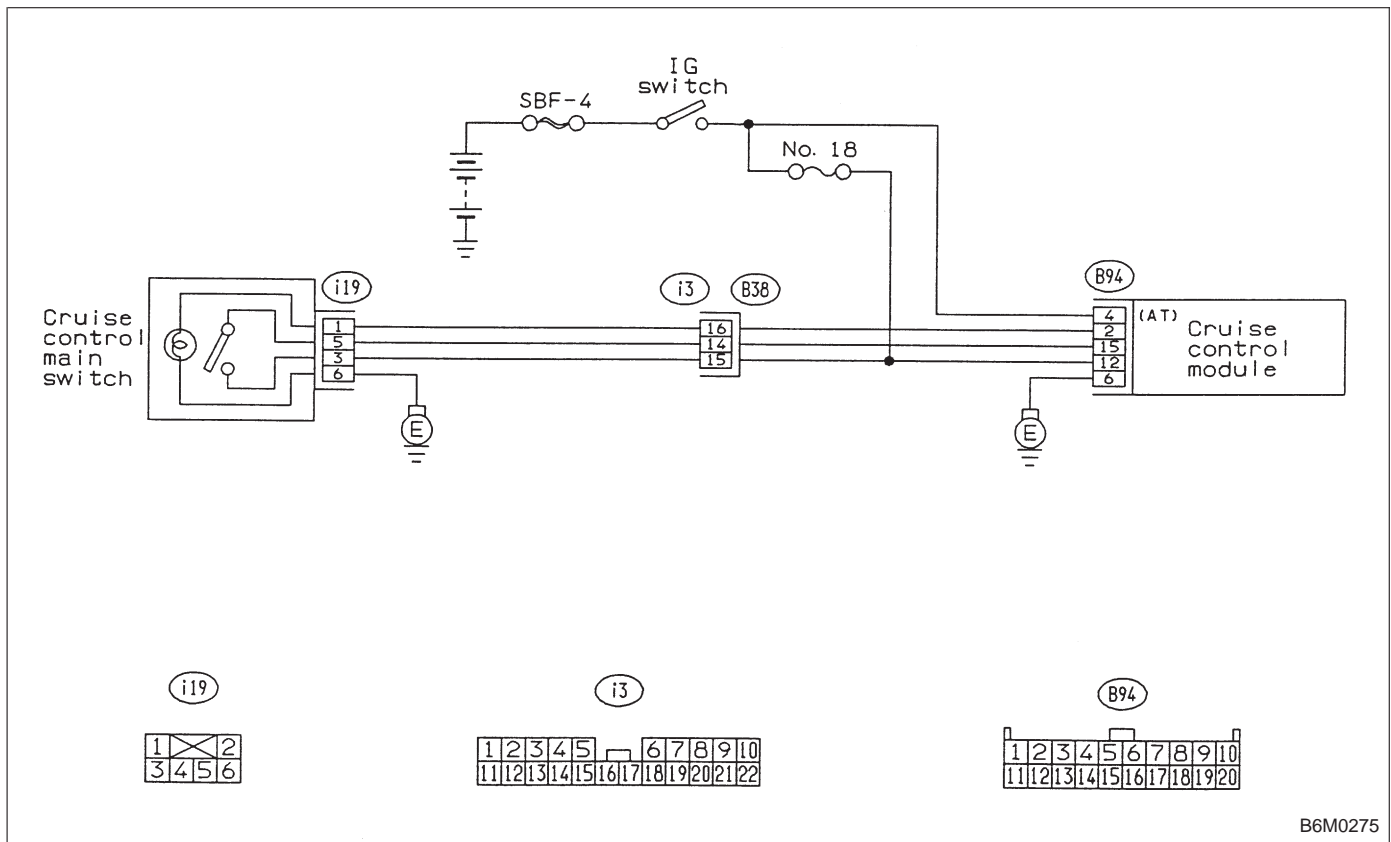 IG
switch
SBF-4
No. 18
i19
i3
B38
B94
Cruise
control
main
switch
1
5
3
6
16
14
15
4
2
15
12
6
(AT)
Cruise
control
module
E
E
i19
i3
B94
1 2
3 4 5 6
1 2 3 4 5 6 7 8 9 10
11 12 13 14 15 16 17 18 19 20 21 22
1 2 3 4 5 6 7 8 9 10
11 12 13 14 15 16 17 18 19 20
B6M0275